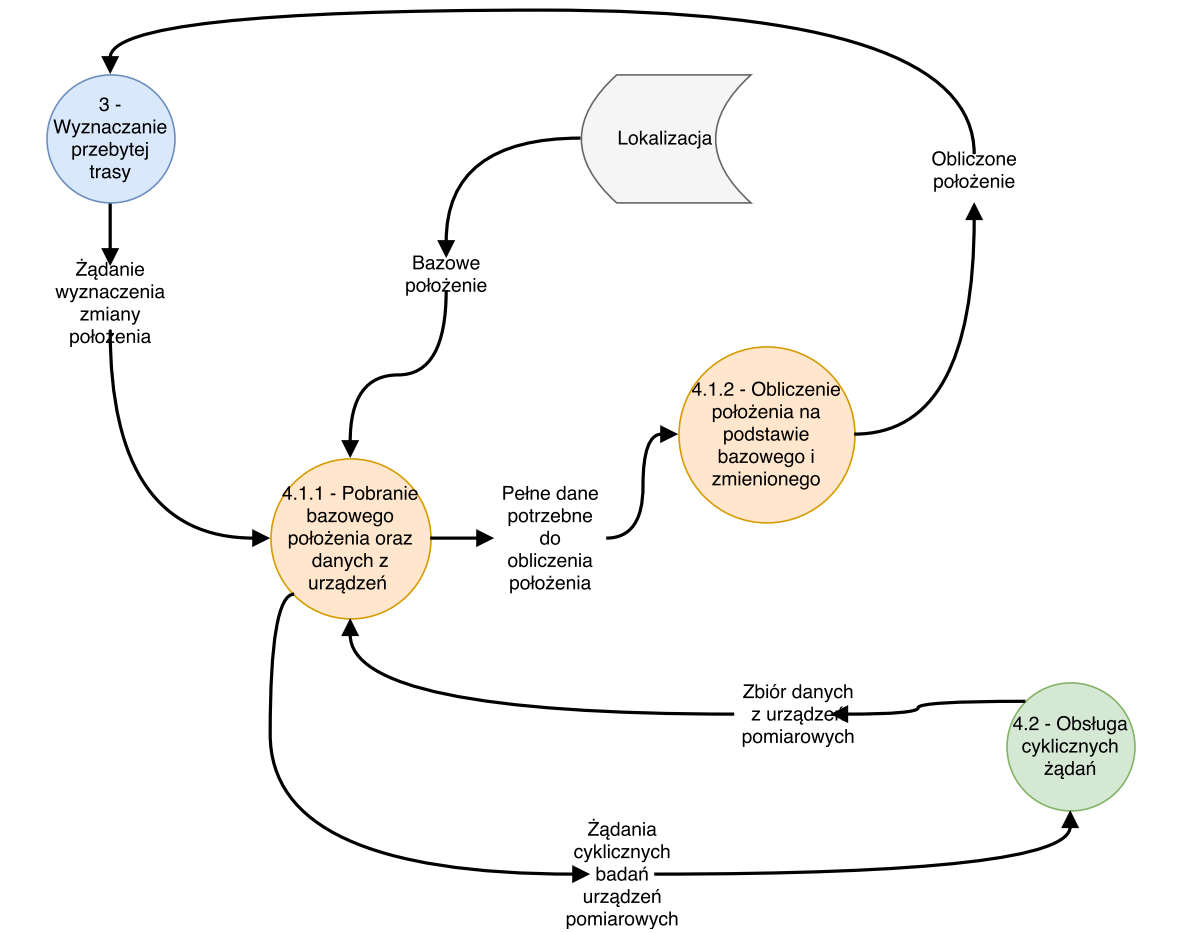 3 -
Wyznaczanie
przebytej
trasy
Lokalizacja
Obliczone
położenie
Żądanie
wyznaczenia
zmiany
położenia
Bazowe
położenie
4.1.2 - Obliczenie
położenia na
podstawie
bazowego i
zmienionego
4.1.1 - Pobranie
bazowego
położenia oraz
danych z
urządzeń
Pełne dane
potrzebne
do
obliczenia
położenia
Zbiór danych
z urządzeń
pomiarowych
4.2 - Obsługa
cyklicznych
żądań
Żądania
cyklicznych
badań
urządzeń
pomiarowych